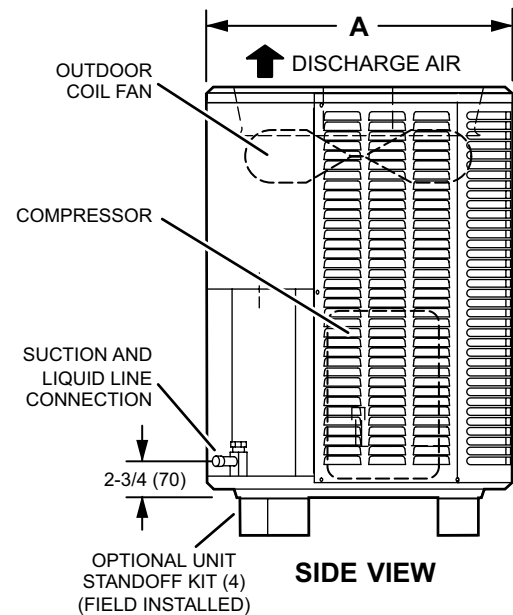 A
DISCHARGE AIR
OUTDOOR
COIL FAN
COMPRESSOR
SUCTION AND
LIQUID LINE
CONNECTION
2-3/4 (70)
OPTIONAL UNIT
STANDOFF KIT (4)
(FIELD INSTALLED)
SIDE VIEW